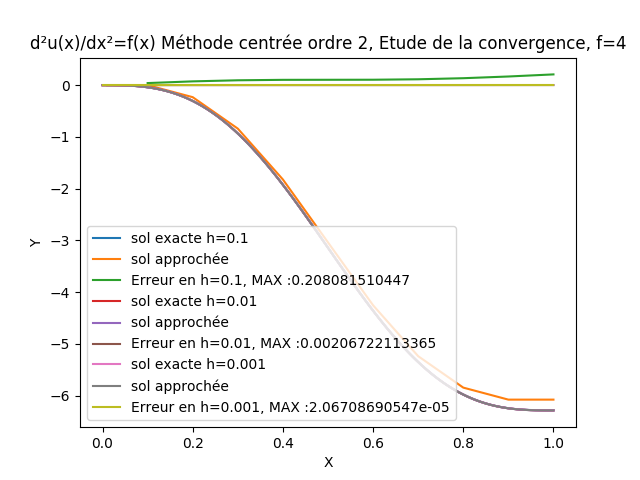 d²u(x)/dx²=f(x) Méthode centrée ordre 2, Etude de la convergence, f=4
0
−1
−2
−3
−4
−5
−6
Y
sol exacte h=0.1
sol approchée
Erreur en h=0.1, MAX :0.208081510447
sol exacte h=0.01
sol approchée
Erreur en h=0.01, MAX :0.00206722113365
sol exacte h=0.001
sol approchée
Erreur en h=0.001, MAX :2.06708690547e-05
0.0 0.2 0.4 0.6 0.8 1.0
X